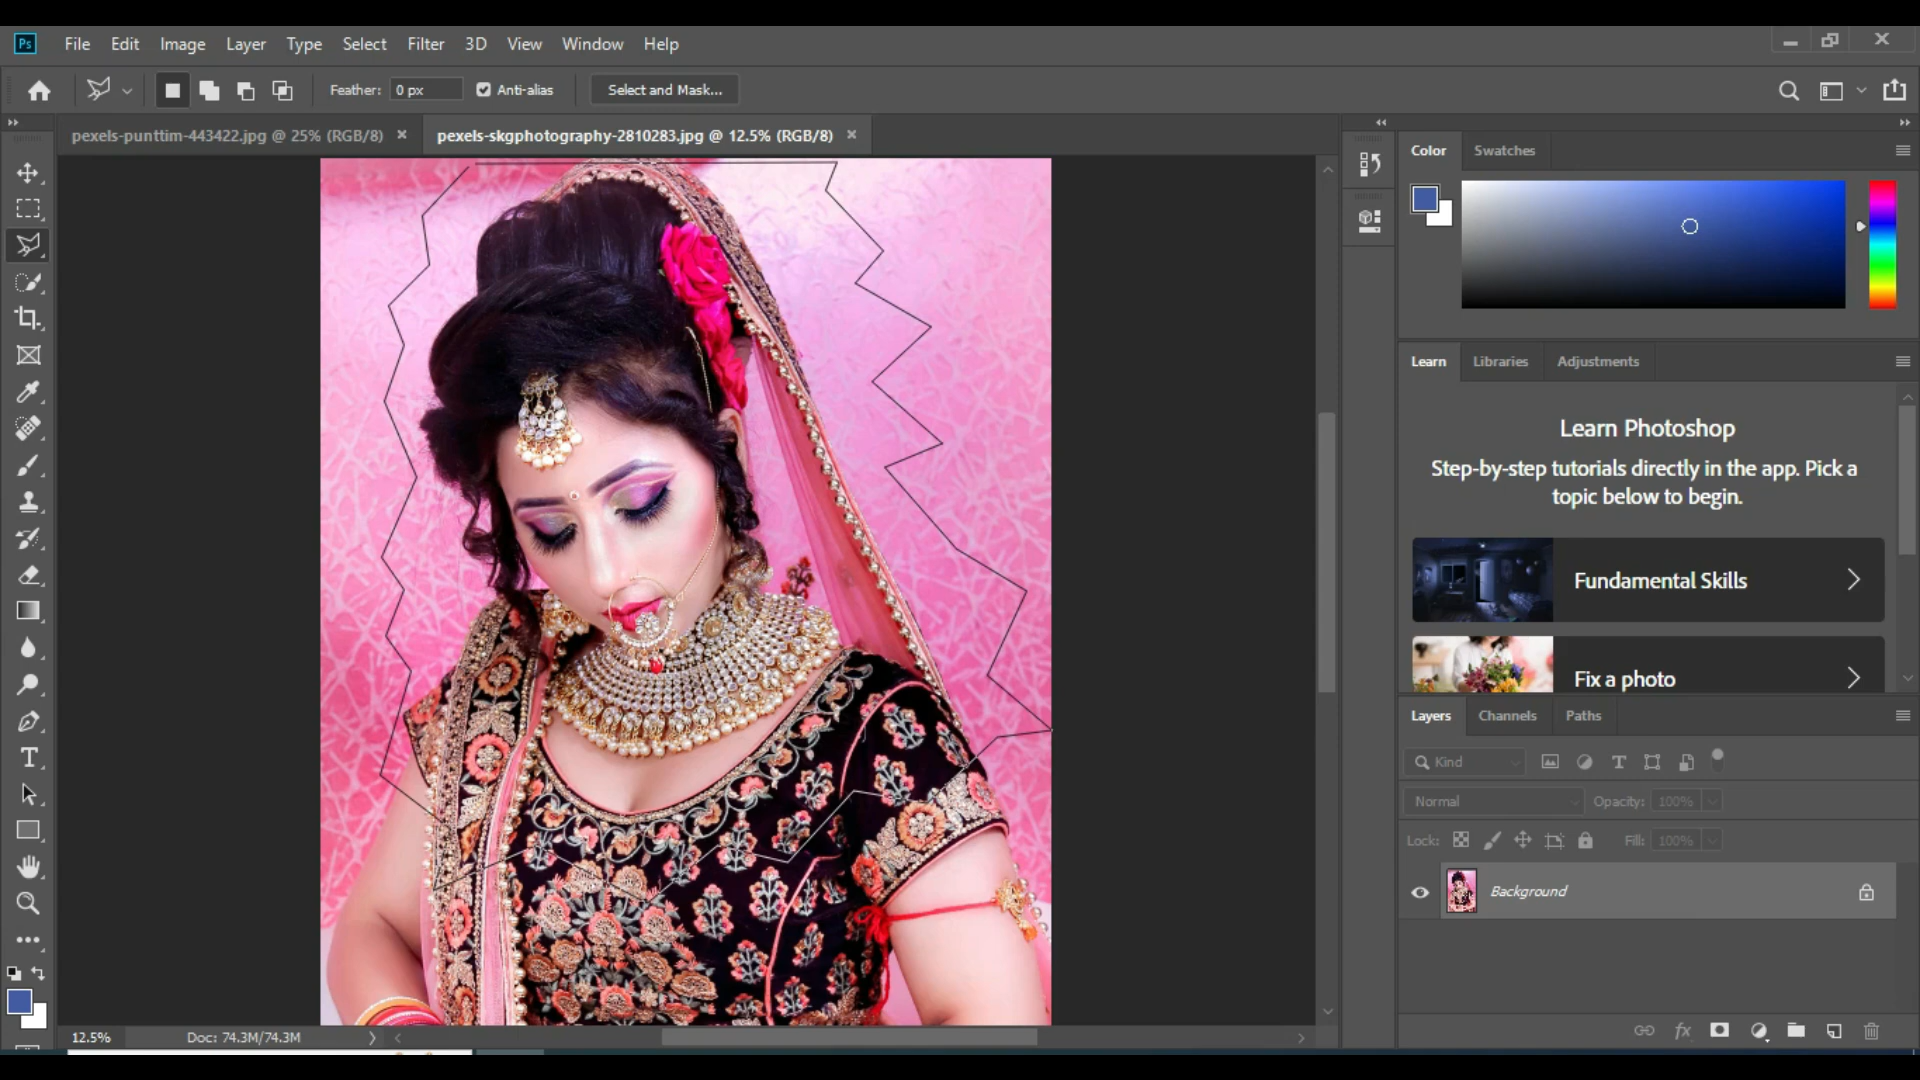 Ps File Edit Image Layer Type Select Filter 3D View Window Help
Feather: 0 px Anti-alias Select and Mask...
pexels-punttim-443422.jpg @ 25% (RGB/8) × pexels-skgphotography-2810283.jpg @ 12.5% (RGB/8) ×
Color Swatches
Learn Libraries Adjustments
Learn Photoshop
Step-by-step tutorials directly in the app. Pick a
topic below to begin.
Fundamental Skills
Fix a photo
Layers Channels Paths
Kind
Normal Opacity: 100%
Lock: Fill: 100%
Background
12.5% Doc: 74.3M/74.3M